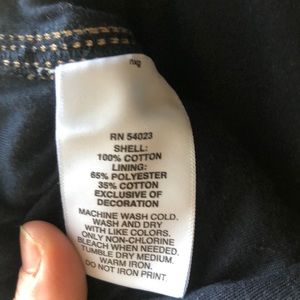 RN 54023
SHELL:
100% COTTON
LINING:
65% POLYESTER
35% COTTON
EXCLUSIVE OF
DECORATION
MACHINE WASH COLD.
WASH AND DRY
WITH LIKE COLORS.
ONLY NON-CHLORINE
BLEACH WHEN NEEDED.
TUMBLE DRY MEDIUM.
WARM IRON.
DO NOT IRON PRINT.